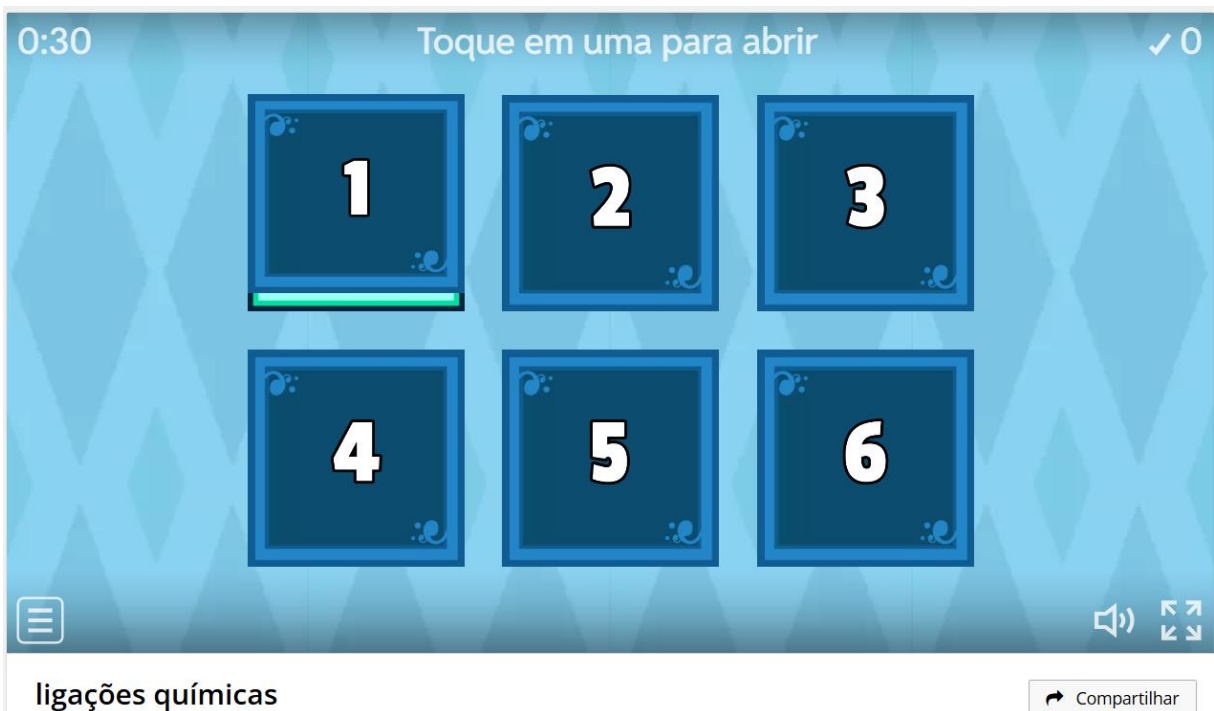 0:30 Toque em uma para abrir ✓ 0
1 2 3
4 5 6
ligações químicas
Compartilhar